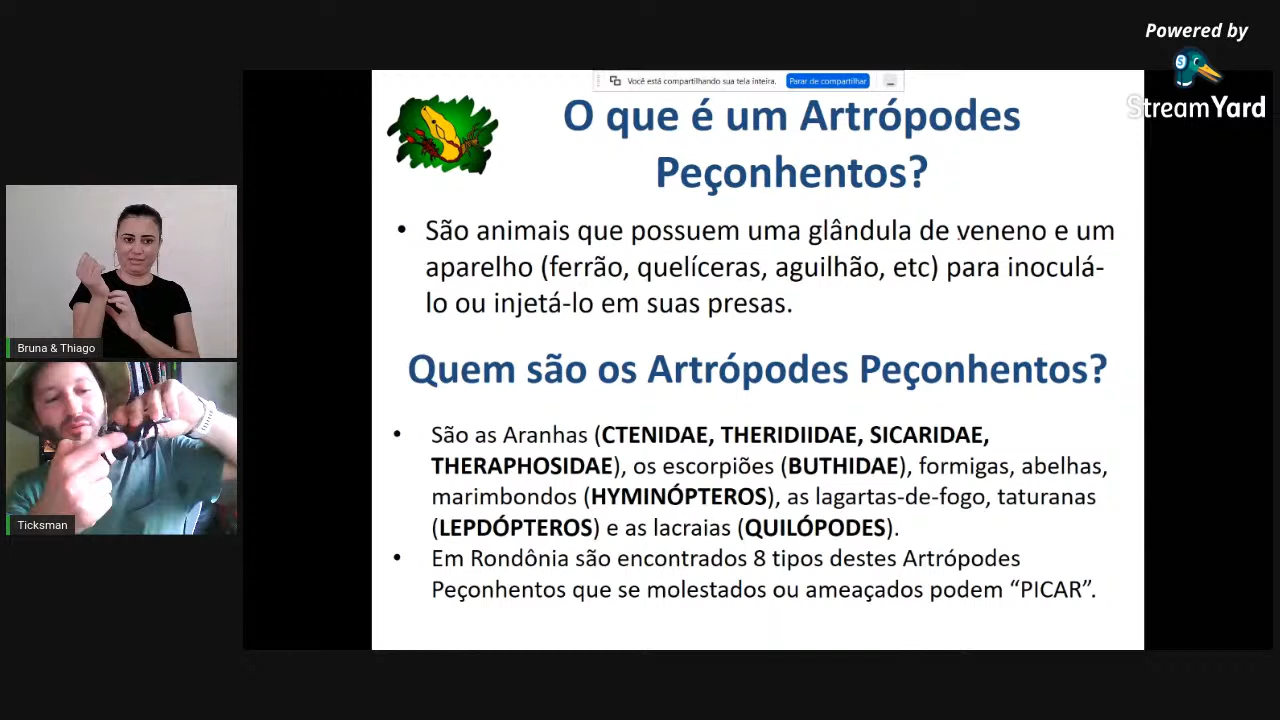 Powered by
StreamYard
Você está compartilhando sua tela inteira.
Parar de compartilhar
O que é um Artrópodes
Peçonhentos?
• São animais que possuem uma glândula de veneno e um
aparelho (ferrão, quelíceras, aguilhão, etc) para inoculá-
lo ou injetá-lo em suas presas.
Quem são os Artrópodes Peçonhentos?
• São as Aranhas (CTENIDAE, THERIDIIDAE, SICARIDAE,
THERAPHOSIDAE), os escorpiões (BUTHIDAE), formigas, abelhas,
marimbondos (HYMINÓPTEROS), as lagartas-de-fogo, taturanas
(LEPDÓPTEROS) e as lacraias (QUILÓPODES).
• Em Rondônia são encontrados 8 tipos destes Artrópodes
Peçonhentos que se molestados ou ameaçados podem “PICAR”.
Bruna & Thiago
Ticksman